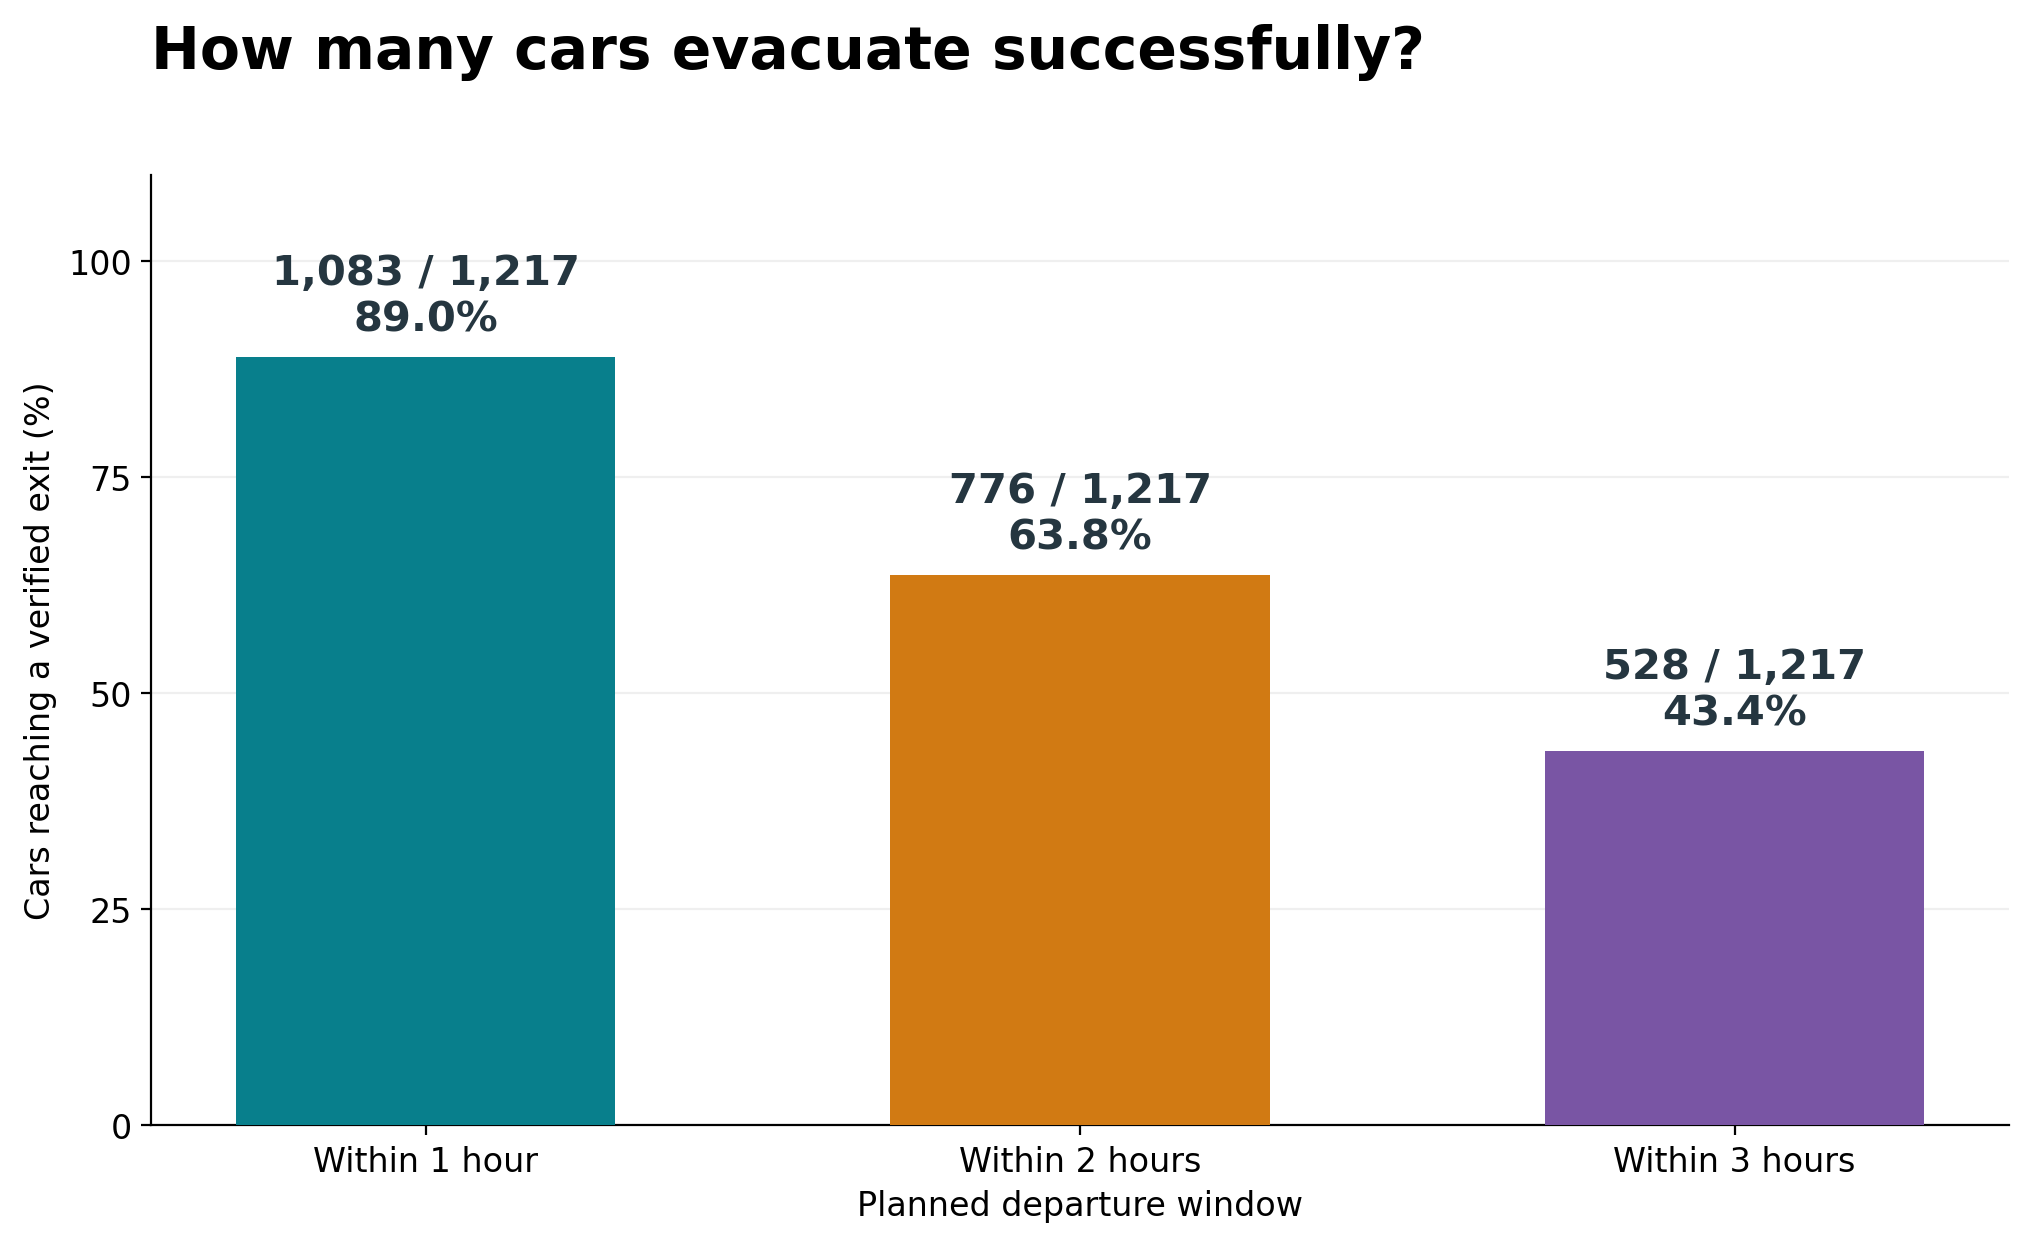 How many cars evacuate successfully?
Cars reaching a verified exit (%)
100
75
50
25
0
1,083 / 1,217
89.0%
776 / 1,217
63.8%
528 / 1,217
43.4%
Within 1 hour
Within 2 hours
Within 3 hours
Planned departure window